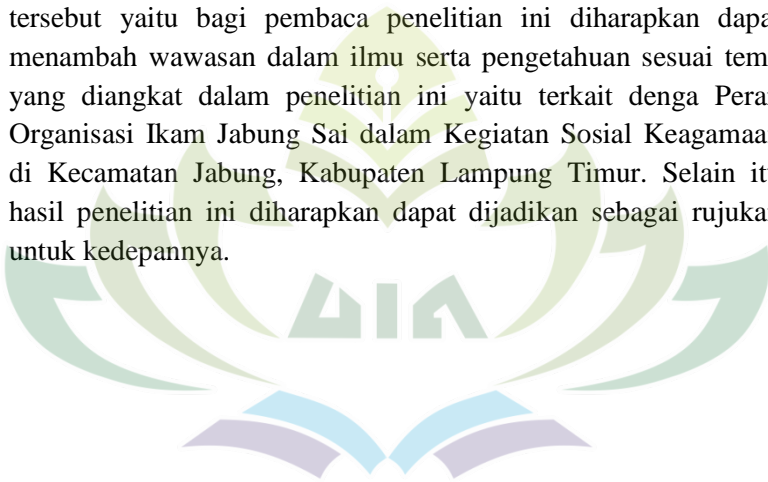 tersebut yaitu bagi pembaca penelitian ini diharapkan dapa
menambah wawasan dalam ilmu serta pengetahuan sesuai tem
yang diangkat dalam penelitian ini yaitu terkait denga Pera
Organisasi Ikam Jabung Sai dalam Kegiatan Sosial Keagamaa
di Kecamatan Jabung, Kabupaten Lampung Timur. Selain it
hasil penelitian ini diharapkan dapat dijadikan sebagai rujuka
untuk kedepannya.
UIN